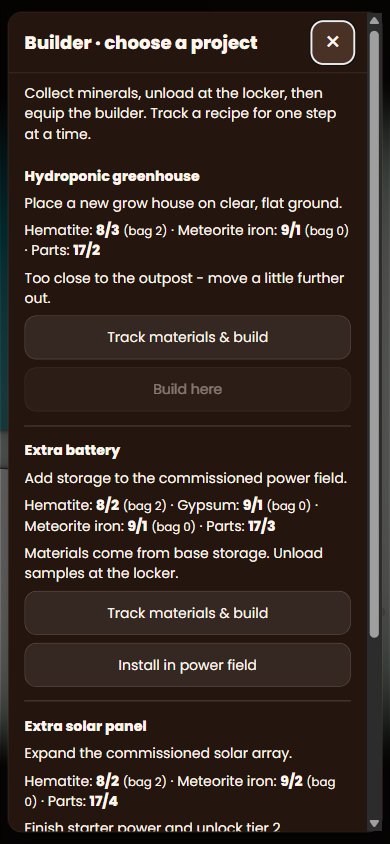 Builder · choose a project
×
Collect minerals, unload at the locker, then
equip the builder. Track a recipe for one step
at a time.
Hydroponic greenhouse
Place a new grow house on clear, flat ground.
Hematite: 8/3 (bag 2) · Meteorite iron: 9/1 (bag 0)
· Parts: 17/2
Too close to the outpost - move a little further
out.
Track materials & build
Build here
Extra battery
Add storage to the commissioned power field.
Hematite: 8/2 (bag 2) · Gypsum: 9/1 (bag 0) ·
Meteorite iron: 9/1 (bag 0) · Parts: 17/3
Materials come from base storage. Unload
samples at the locker.
Track materials & build
Install in power field
Extra solar panel
Expand the commissioned solar array.
Hematite: 8/2 (bag 2) · Meteorite iron: 9/2 (bag
0) · Parts: 17/4
Finish starter power and unlock tier 2